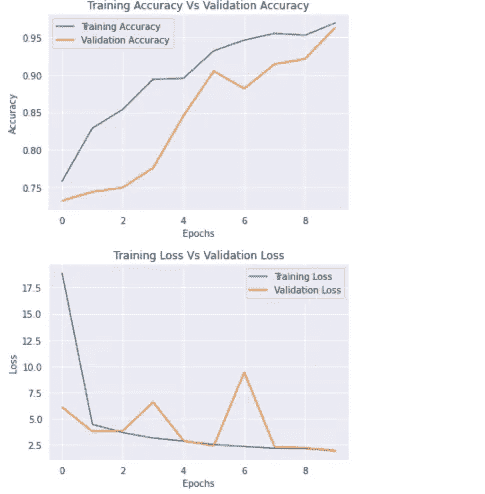 Training Accuracy Vs Validation Accuracy
Training Accuracy
Validation Accuracy
0.95
0.90
0.85
0.80
0.75
Accuracy
0 2 4 6 8
Epochs
Training Loss Vs Validation Loss
Training Loss
Validation Loss
17.5
15.0
12.5
10.0
7.5
5.0
2.5
Loss
0 2 4 6 8
Epochs